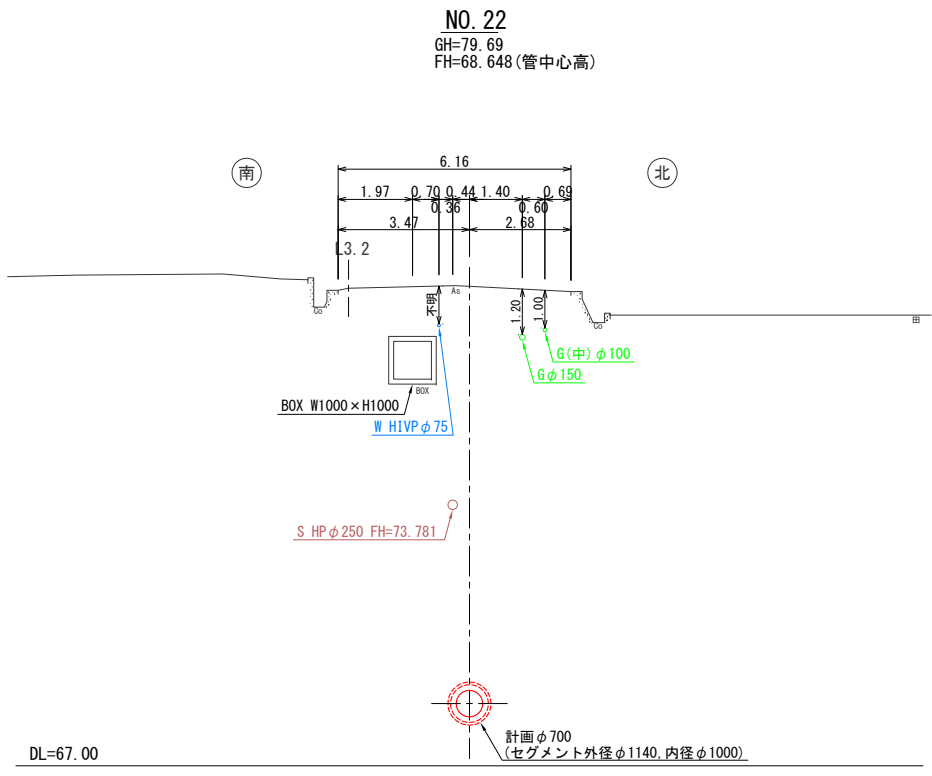 NO. 22
GH=79.69
FH=68.648(管中心高)
南
北
6.16
1.97 0.70 0.44 1.40 0.69
0.36 0.60
3.47 2.68
L3.2
As
不明
1.20
1.00
Co
Co
田
G(中)φ100
Gφ150
BOX
BOX W1000×H1000
W HIVPφ75
S HPφ250 FH=73.781
計画φ700
(セグメント外径φ1140,内径φ1000)
DL=67.00